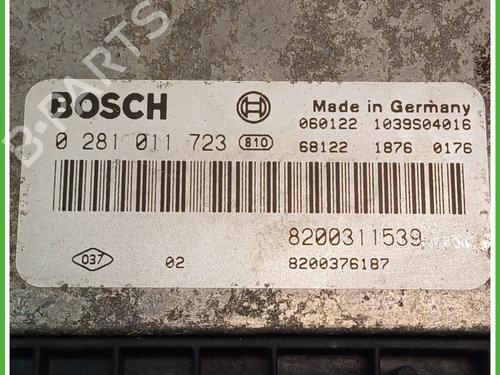 BOSCH
Made in Germany
060122 1039S04016
0 281 011 723 810
68122 1876 0176
8200311539
037 02 8200376187
B-PARTS